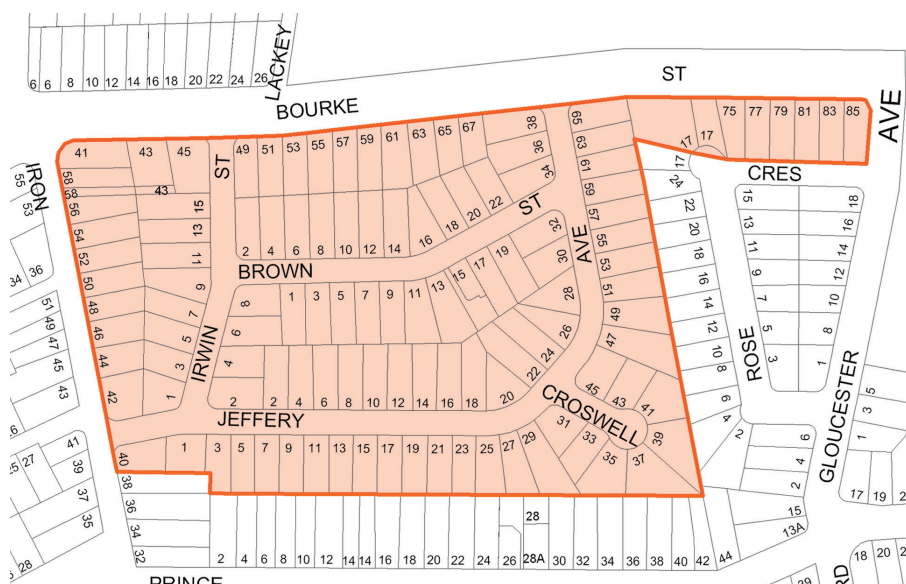 6 6 8 10 12 14 16 18 20 22 24 26
LACKEY
ST
BOURKE
AVE
41 43 45
ST
49 51 53 55 57 59 61 63 65 67
38 36 34
65 63 61 59 57 55 53 51 49 47
75 77 79 81 83 85
17 17 17
CRES
IRON
55 53
58 58 43
56 54 52 50 48 46 44 42 40
15 13 11 9 7 5 3 1
2 4 6 8 10 12 14 16 18 20 22
ST
BROWN
AVE
32 30 28 26 24 22 20
1 3 5 7 9 11 13 15 17 19
8 6 4 2
IRWIN
2 4 6 8 10 12 14 16 18
JEFFERY
CROSWELL
45 43 41 39 37 35 33 31
1 3 5 7 9 11 13 15 17 19 21 23 25 27 29
24 22 20 18 16 14 12 10 8 6 4 2
ROSE
15 13 11 9 7 5 3
18 16 14 12 10 8 1
GLOUCESTER
6 4 2
5 3 1
17 19
15
13A
34 36
51 49 47 45 43
41 39 37 35
27
28
38 36 34 32
2 4 6 8 10 12 14 14 16 18 20 22 24 26 28 28A 30 32 34 36 38 40 42 44
PRINCE
18 20